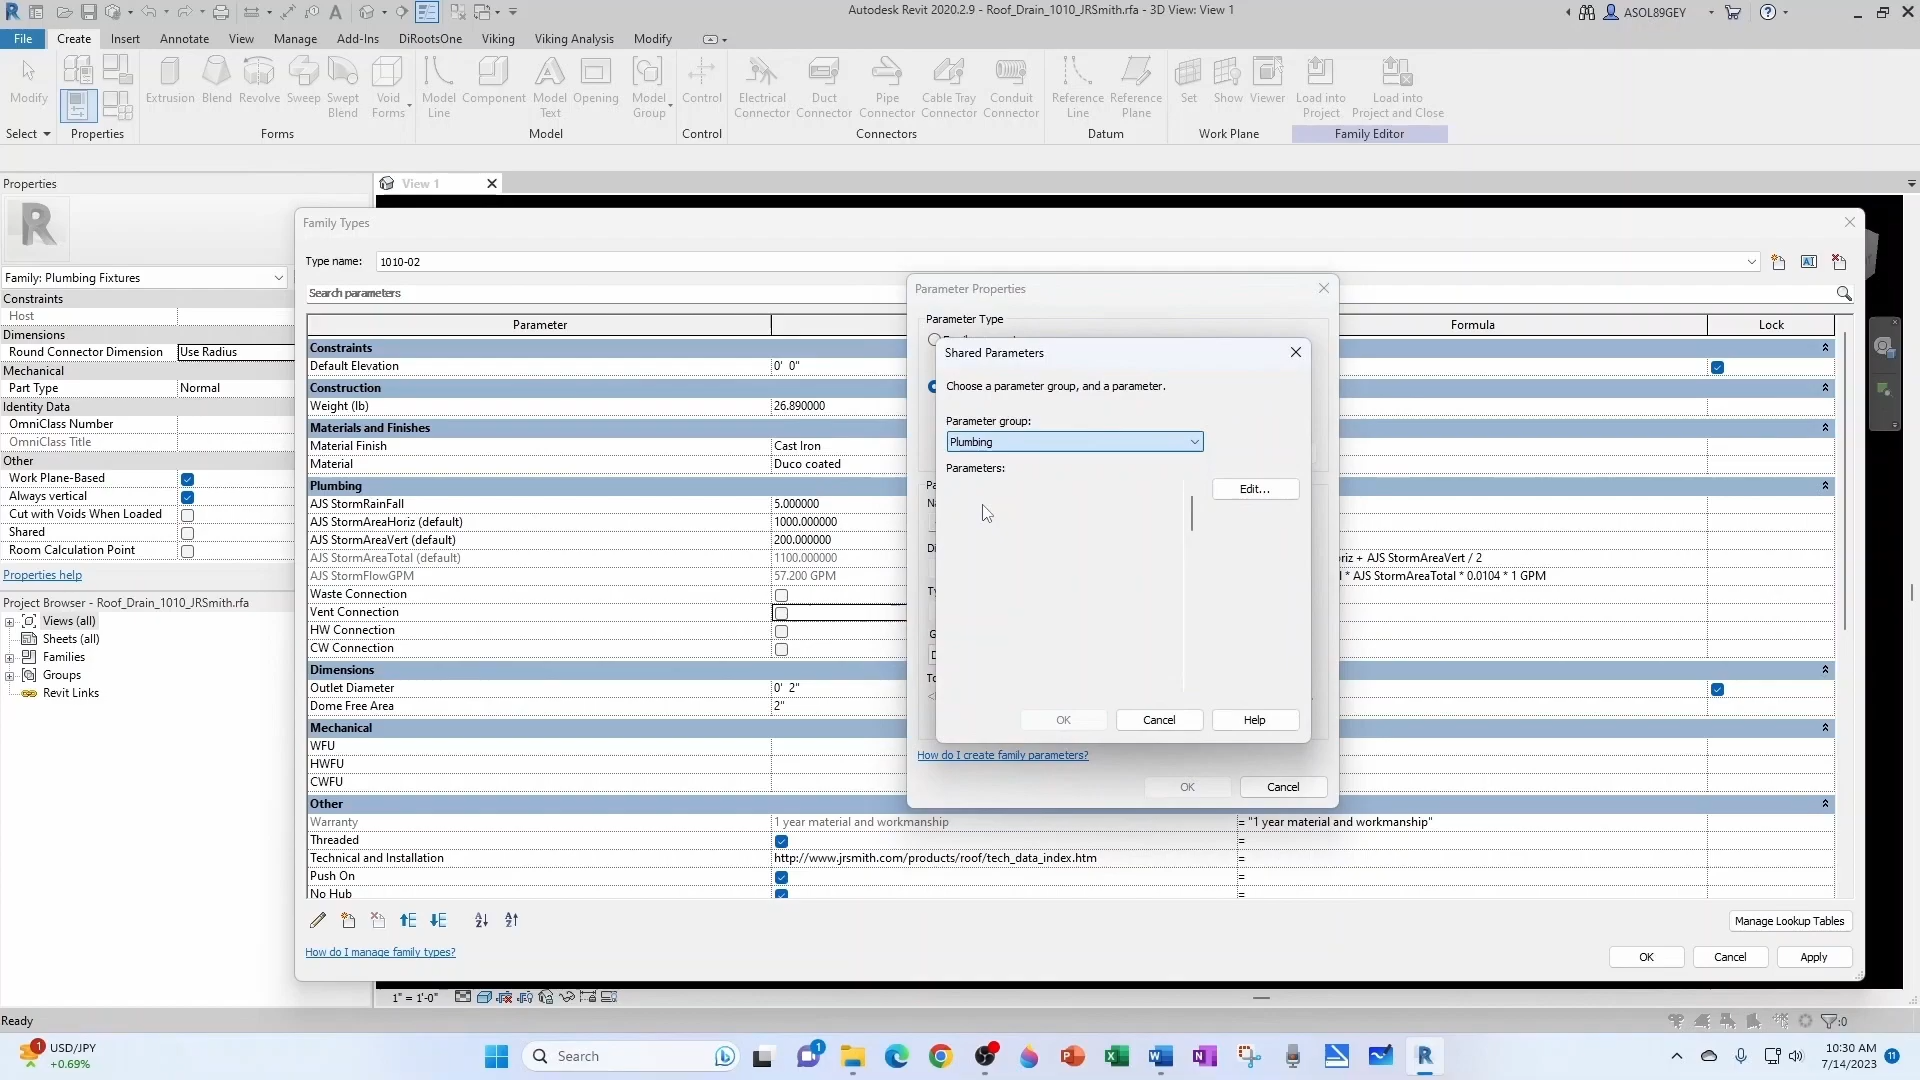 Autodesk Revit 2020.2.9 - Roof_Drain_1010_JRSmith.rfa - 3D View: View 1
ASOL89GEY
File Create Insert Annotate View Manage Add-Ins DiRootsOne Viking Viking Analysis Modify
Modify
Extrusion Blend Revolve Sweep Swept Blend Void Forms
Model Line Component Model Text Opening Model Group
Control
Electrical Connector Duct Connector Pipe Connector Cable Tray Connector Conduit Connector
Reference Line Reference Plane
Set Show Viewer
Load into Project Load into Project and Close
Select Properties Forms Model Control Connectors Datum Work Plane Family Editor
Properties
View 1
Family: Plumbing Fixtures
Constraints
Host
Dimensions
Round Connector Dimension Use Radius
Mechanical
Part Type Normal
Identity Data
OmniClass Number
OmniClass Title
Other
Work Plane-Based
Always vertical
Cut with Voids When Loaded
Shared
Room Calculation Point
Properties help
Project Browser - Roof_Drain_1010_JRSmith.rfa
Views (all)
Sheets (all)
Families
Groups
Revit Links
Family Types
Type name: 1010-02
Search parameters
Parameter Formula Lock
Constraints
Default Elevation 0' 0"
Construction
Weight (lb) 26.890000
Materials and Finishes
Material Finish Cast Iron
Material Duco coated
Plumbing
AJS StormRainFall 5.000000
AJS StormAreaHoriz (default) 1000.000000
AJS StormAreaVert (default) 200.000000
AJS StormAreaTotal (default) 1100.000000 riz + AJS StormAreaVert / 2
AJS StormFlowGPM 57.200 GPM * AJS StormAreaTotal * 0.0104 * 1 GPM
Waste Connection
Vent Connection
HW Connection
CW Connection
Dimensions
Outlet Diameter 0' 2"
Dome Free Area 2"
Mechanical
WFU
HWFU
CWFU
Other
Warranty 1 year material and workmanship = "1 year material and workmanship"
Threaded =
Technical and Installation http://www.jrsmith.com/products/roof/tech_data_index.htm =
Push On =
No Hub =
Manage Lookup Tables
How do I manage family types?
OK Cancel Apply
Parameter Properties
Parameter Type
Shared Parameters
Choose a parameter group, and a parameter.
Parameter group:
Plumbing
Parameters:
Edit...
OK Cancel Help
How do I create family parameters?
OK Cancel
1" = 1'-0"
Ready
:0
USD/JPY
+0.69%
1
Search
1
10:30 AM
7/14/2023
11